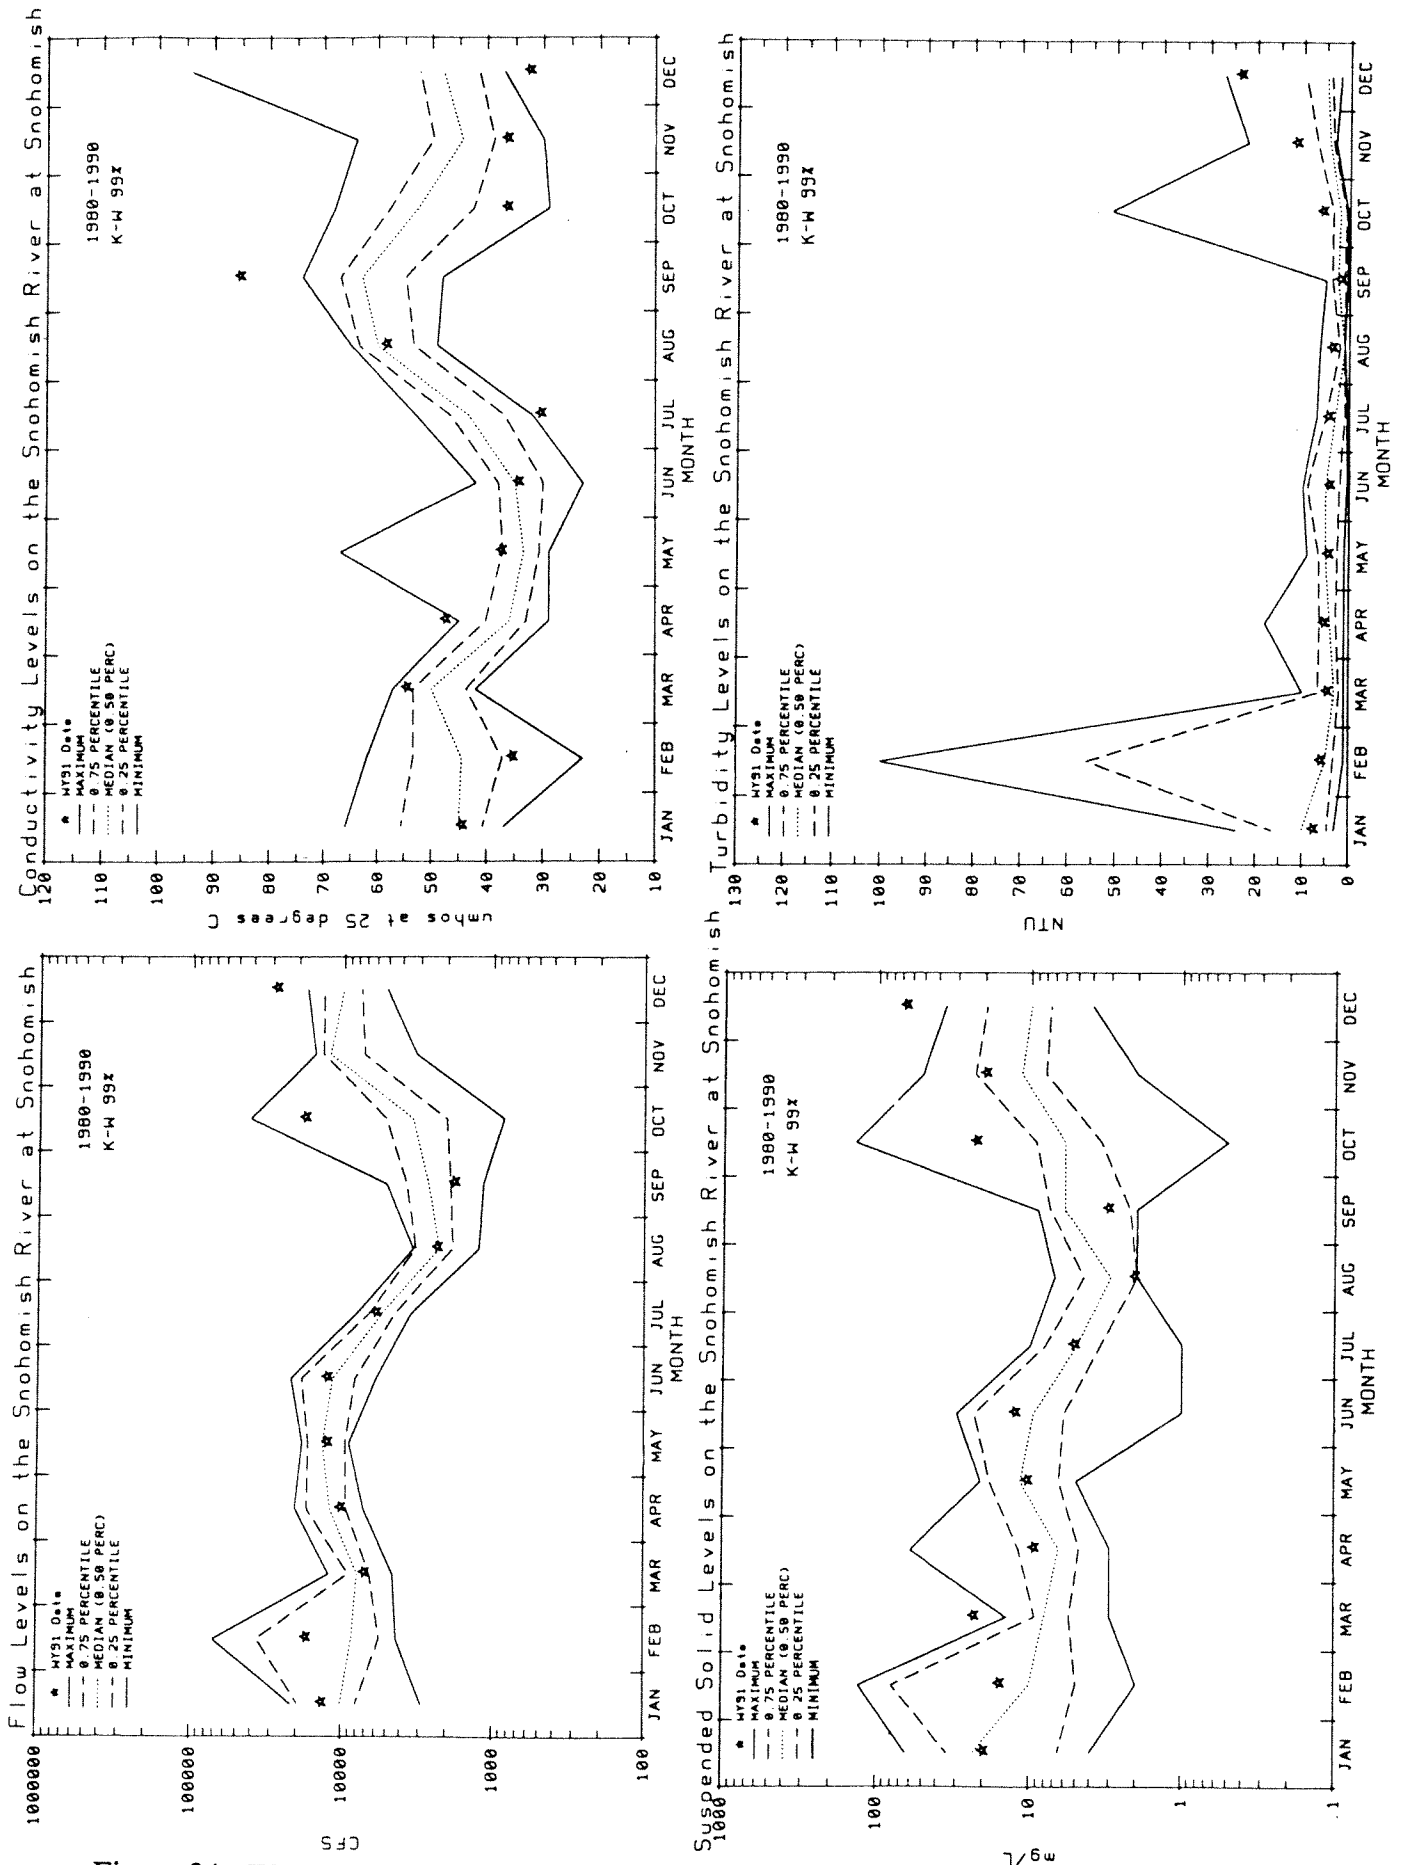 Flow Levels on the Snohomish River at Snohomish
1000000
100000
10000
1000
100
CFS
★ WY91 Data
MAXIMUM
0.75 PERCENTILE
MEDIAN (0.50 PERC)
0.25 PERCENTILE
MINIMUM
1980-1990
K-W 99%
JAN FEB MAR APR MAY JUN JUL AUG SEP OCT NOV DEC
MONTH
Conductivity Levels on the Snohomish River at Snohomish
120
110
100
90
80
70
60
50
40
30
20
10
umhos at 25 degrees C
★ WY91 Data
MAXIMUM
0.75 PERCENTILE
MEDIAN (0.50 PERC)
0.25 PERCENTILE
MINIMUM
1980-1990
K-W 99%
JAN FEB MAR APR MAY JUN JUL AUG SEP OCT NOV DEC
MONTH
Suspended Solid Levels on the Snohomish River at Snohomish
1000
100
10
1
.1
mg/L
★ WY91 Data
MAXIMUM
0.75 PERCENTILE
MEDIAN (0.50 PERC)
0.25 PERCENTILE
MINIMUM
1980-1990
K-W 99%
JAN FEB MAR APR MAY JUN JUL AUG SEP OCT NOV DEC
MONTH
Turbidity Levels on the Snohomish River at Snohomish
130
120
110
100
90
80
70
60
50
40
30
20
10
0
NTU
★ WY91 Data
MAXIMUM
0.75 PERCENTILE
MEDIAN (0.50 PERC)
0.25 PERCENTILE
MINIMUM
1980-1990
K-W 99%
JAN FEB MAR APR MAY JUN JUL AUG SEP OCT NOV DEC
MONTH